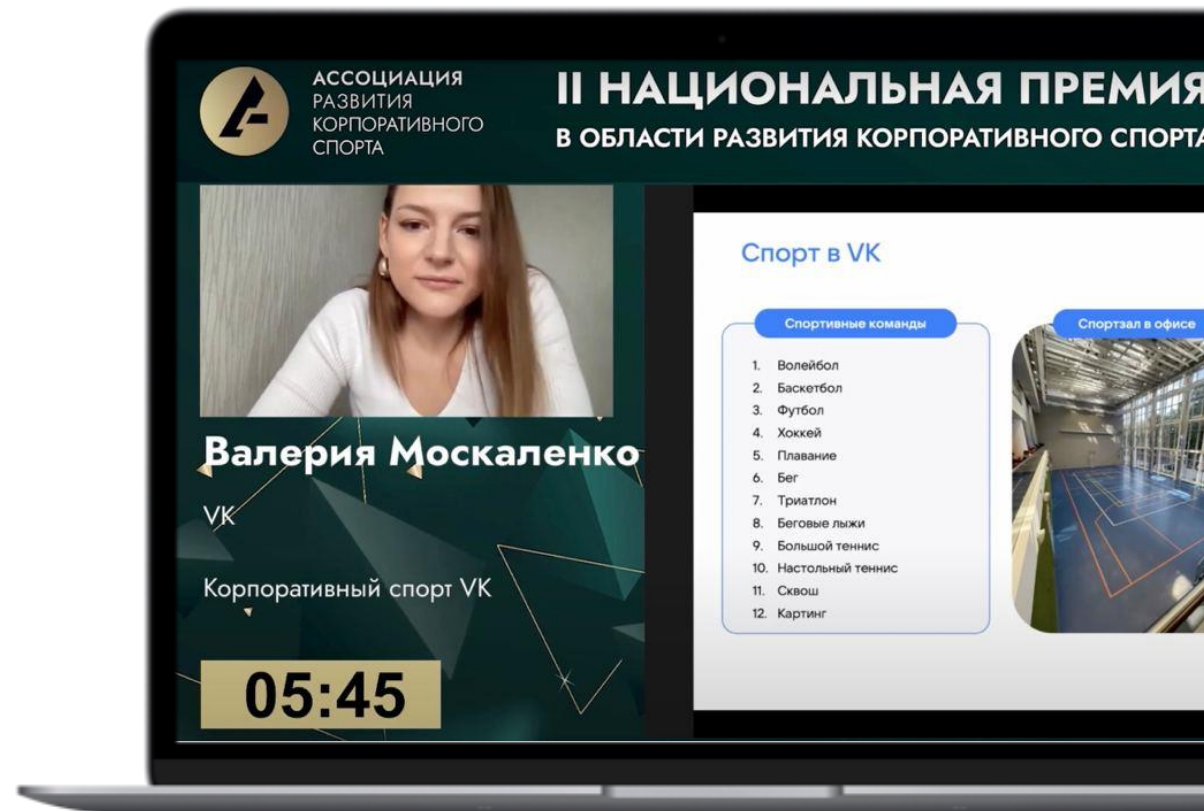 АССОЦИАЦИЯ
РАЗВИТИЯ
КОРПОРАТИВНОГО
СПОРТА
II НАЦИОНАЛЬНАЯ ПРЕМИЯ
В ОБЛАСТИ РАЗВИТИЯ КОРПОРАТИВНОГО СПОРТА
Валерия Москаленко
VK
Корпоративный спорт VK
05:45
Спорт в VK
Спортивные команды
1. Волейбол
2. Баскетбол
3. Футбол
4. Хоккей
5. Плавание
6. Бег
7. Триатлон
8. Беговые лыжи
9. Большой теннис
10. Настольный теннис
11. Сквош
12. Картинг
Спортзал в офисе